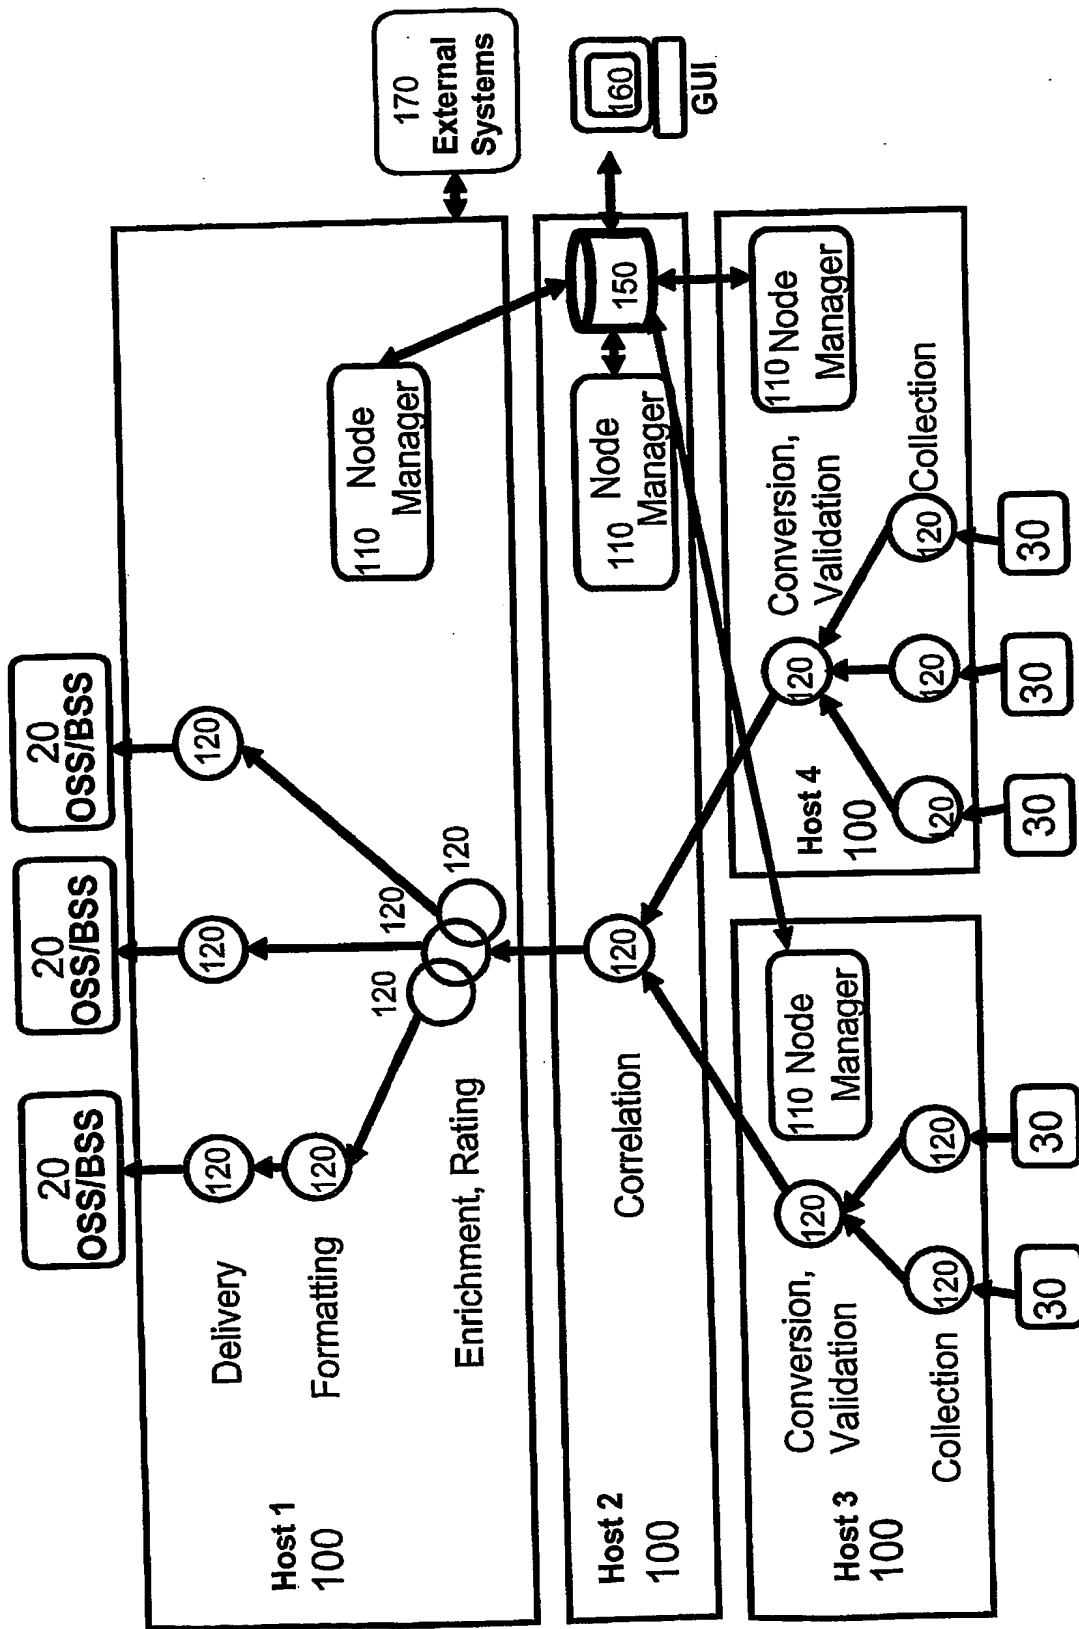 20
OSS/BSS
20
OSS/BSS
20
OSS/BSS
Delivery
120
120
120
Formatting
120
Enrichment, Rating
120
120
120
Host 1
100
110 Node
Manager
170
External
Systems
Host 2
100
Correlation
120
110 Node
Manager
150
160
GUI
Host 3
100
Conversion,
Validation
120
110 Node
Manager
Collection
120
120
30
30
Host 4
100
120
Conversion,
Validation
110 Node
Manager
120
120
120
Collection
30
30
30